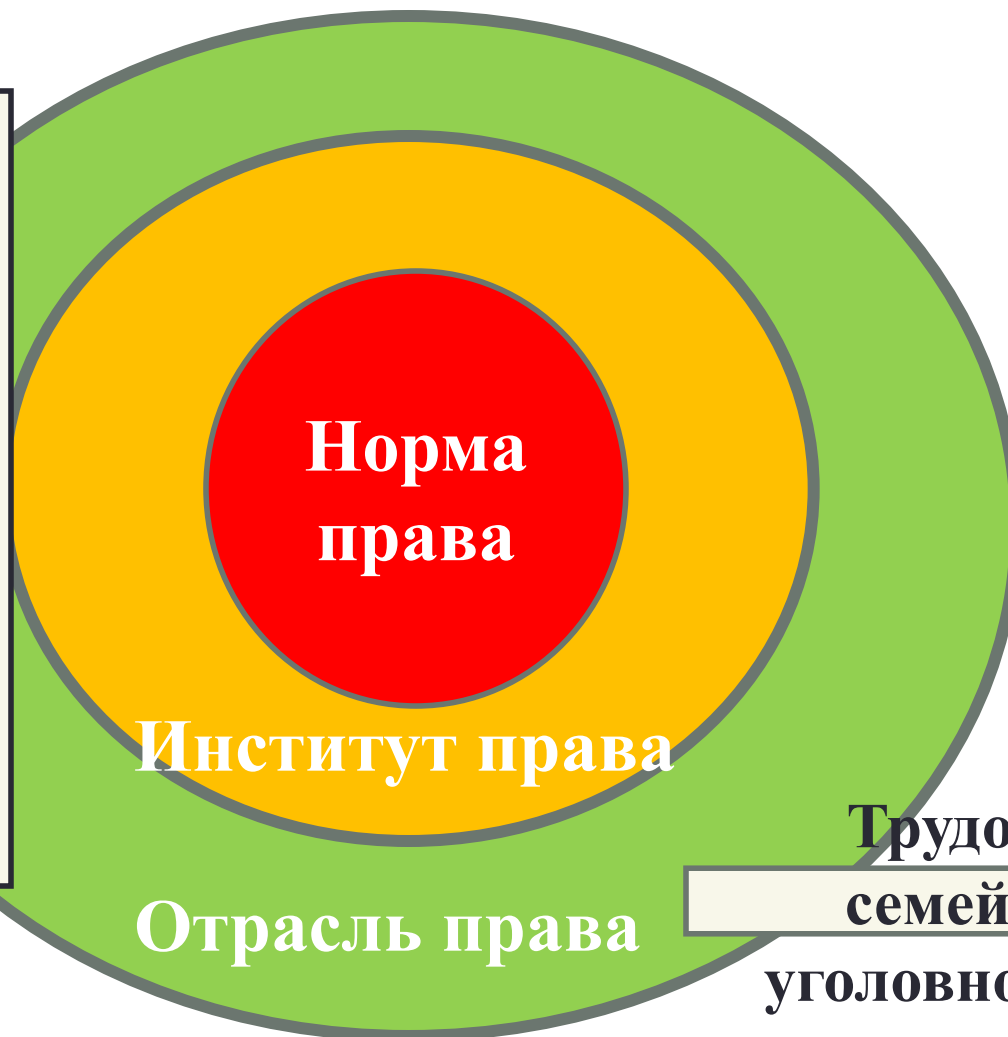 Норма
права
Институт права
Отрасль права
Трудо
семей
уголовно